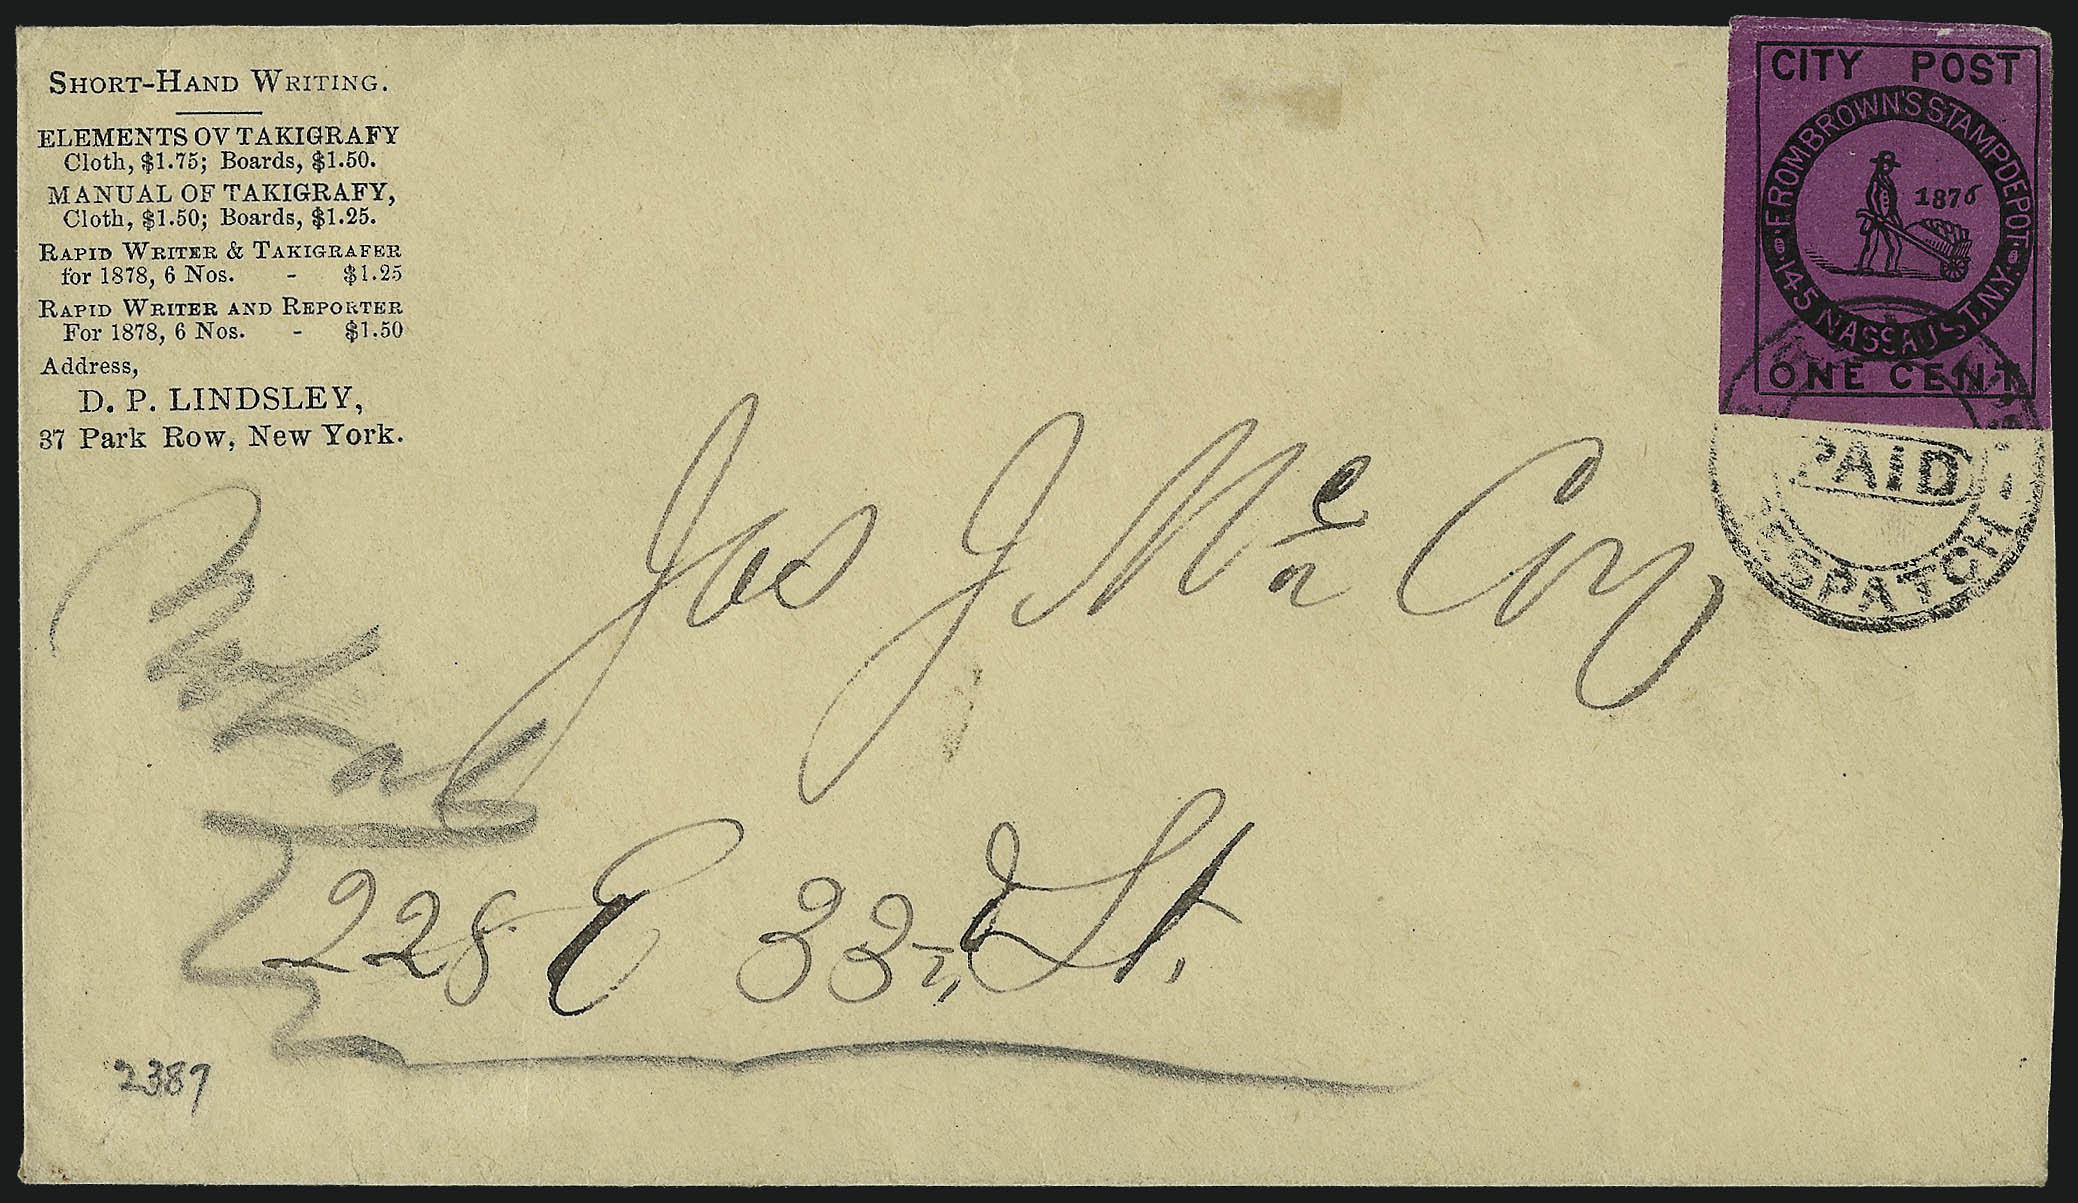 SHORT-HAND WRITING.
ELEMENTS OV TAKIGRAFY
Cloth, $1.75; Boards, $1.50.
MANUAL OF TAKIGRAFY,
Cloth, $1.50; Boards, $1.25.
RAPID WRITER & TAKIGRAFER
for 1878, 6 Nos. - $1.25
RAPID WRITER AND REPORTER
For 1878, 6 Nos. - $1.50
Address,
D. P. LINDSLEY,
37 Park Row, New York.
CITY POST
FROM BROWN'S STAMP DEPOT
145 NASSAU ST. N.Y.
1876
ONE CENT
PAID
SPATCH
Jas J Mc Coy
228 E 33 St.
2387